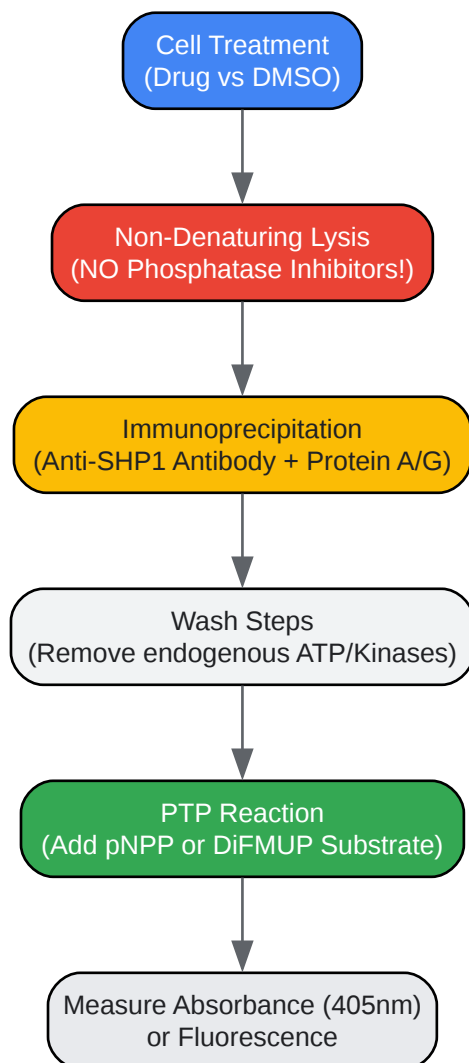 Cell Treatment
(Drug vs DMSO)
Non-Denaturing Lysis
(NO Phosphatase Inhibitors!)
Immunoprecipitation
(Anti-SHP1 Antibody + Protein A/G)
Wash Steps
(Remove endogenous ATP/Kinases)
PTP Reaction
(Add pNPP or DiFMUP Substrate)
Measure Absorbance (405nm)
or Fluorescence